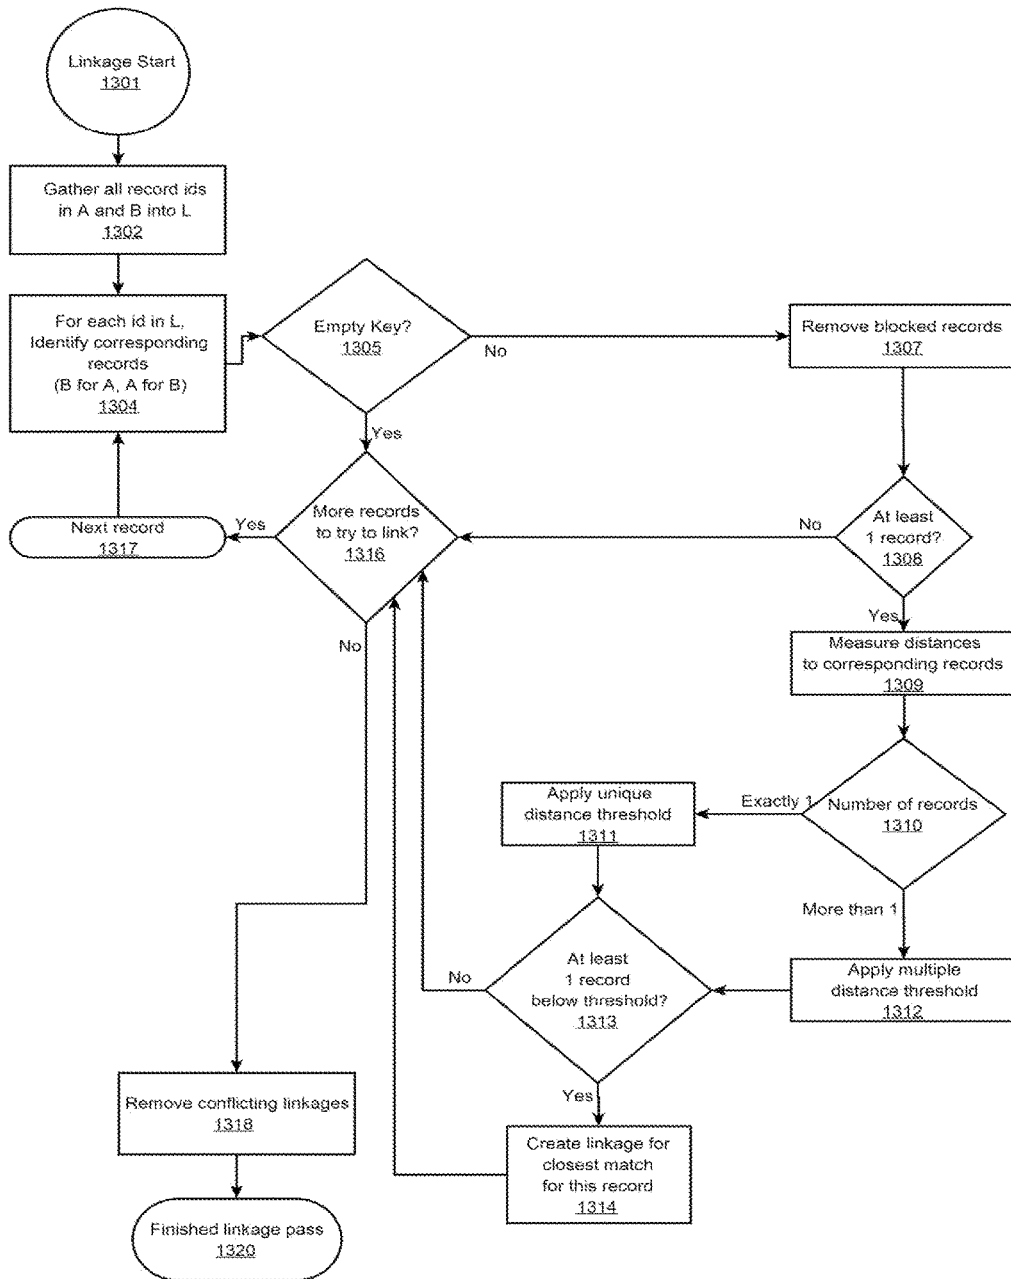 Linkage Start
1301
Gather all record ids
in A and B into L
1302
For each id in L,
Identify corresponding
records
(B for A, A for B)
1304
Empty Key?
1305
No
Yes
Remove blocked records
1307
More records
to try to link?
1316
Yes
Next record
1317
No
No
At least
1 record?
1308
Yes
Measure distances
to corresponding records
1309
Number of records
1310
Exactly 1
Apply unique
distance threshold
1311
More than 1
Apply multiple
distance threshold
1312
At least
1 record
below threshold?
1313
No
Yes
Create linkage for
closest match
for this record
1314
Remove conflicting linkages
1318
Finished linkage pass
1320